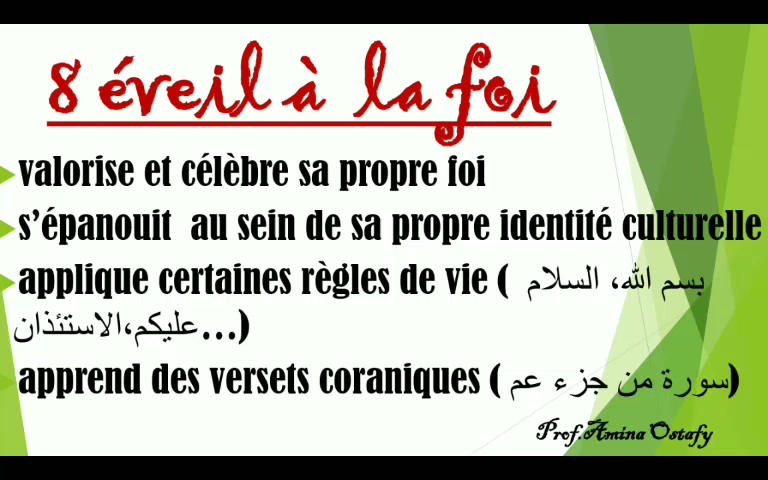 8 éveil à la foi
valorise et célèbre sa propre foi
s'épanouit au sein de sa propre identité culturelle
applique certaines règles de vie ( بسم الله، السلام
عليكم،الاستئذان...)
apprend des versets coraniques ( سورة من جزء عم)
Prof.Amina Ostafy